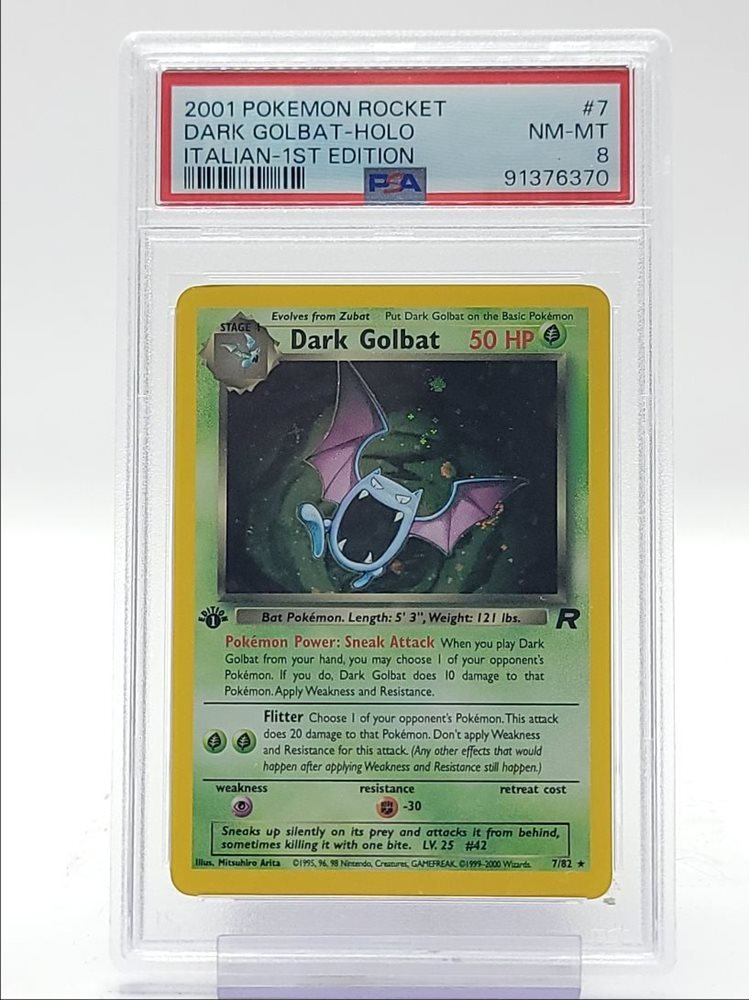 2001 POKEMON ROCKET #7
DARK GOLBAT-HOLO NM-MT
ITALIAN-1ST EDITION 8
PSA 91376370
Evolves from Zubat Put Dark Golbat on the Basic Pokémon
STAGE 1
Dark Golbat 50 HP
EDITION
1
Bat Pokémon. Length: 5' 3", Weight: 121 lbs.
R
Pokémon Power: Sneak Attack When you play Dark
Golbat from your hand, you may choose 1 of your opponent's
Pokémon. If you do, Dark Golbat does 10 damage to that
Pokémon. Apply Weakness and Resistance.
Flitter Choose 1 of your opponent's Pokémon. This attack
does 20 damage to that Pokémon. Don't apply Weakness
and Resistance for this attack. (Any other effects that would
happen after applying Weakness and Resistance still happen.)
weakness resistance retreat cost
-30
Sneaks up silently on its prey and attacks it from behind,
sometimes killing it with one bite. LV. 25 #42
Illus. Mitsuhiro Arita ©1995, 96, 98 Nintendo, Creatures, GAMEFREAK. ©1999-2000 Wizards. 7/82 ★